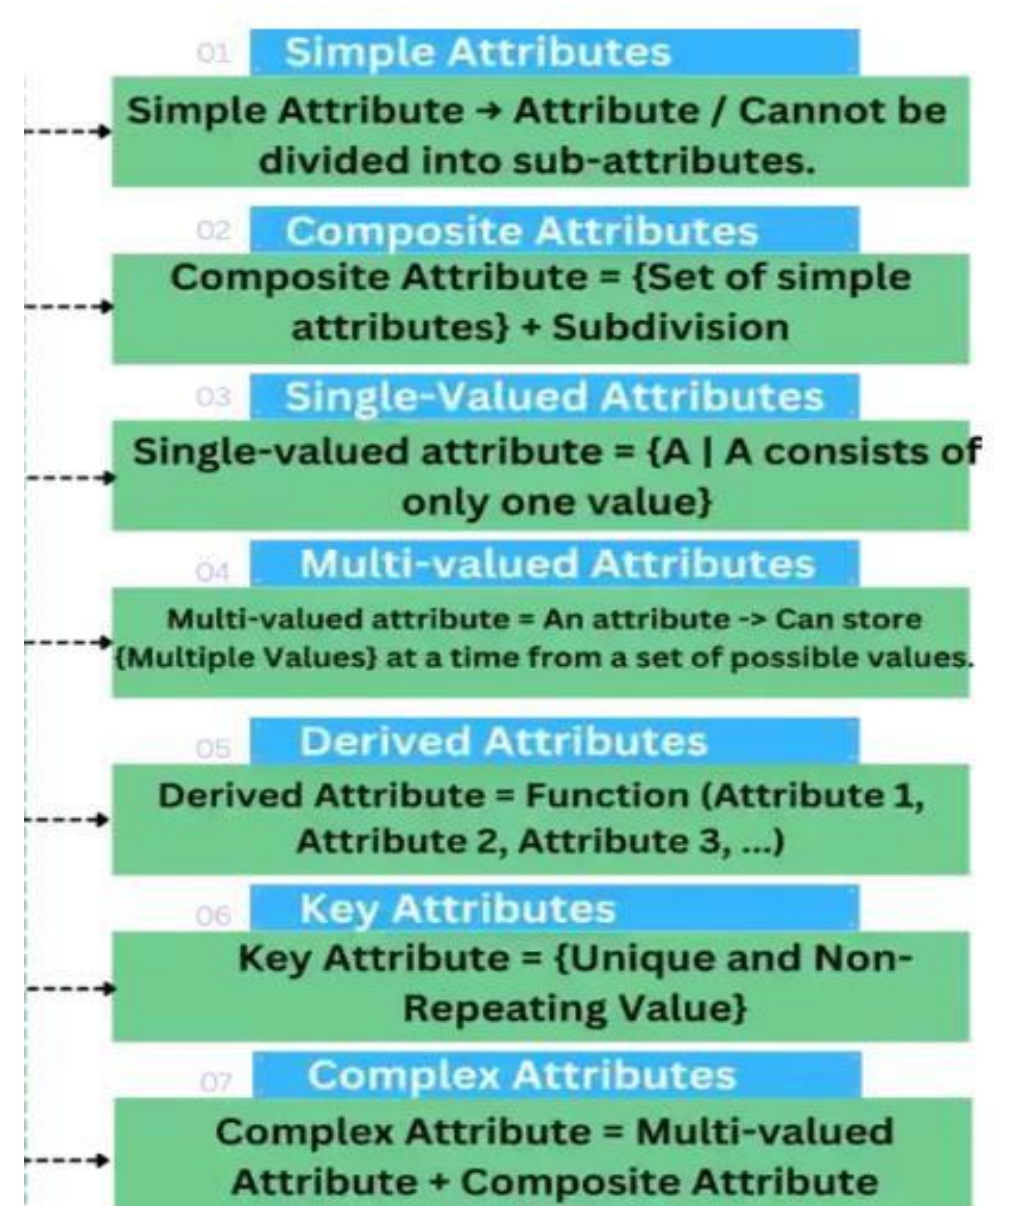 01 Simple Attributes
Simple Attribute → Attribute / Cannot be
divided into sub-attributes.
02 Composite Attributes
Composite Attribute = {Set of simple
attributes} + Subdivision
03 Single-Valued Attributes
Single-valued attribute = {A | A consists of
only one value}
04 Multi-valued Attributes
Multi-valued attribute = An attribute -> Can store
{Multiple Values} at a time from a set of possible values.
05 Derived Attributes
Derived Attribute = Function (Attribute 1,
Attribute 2, Attribute 3, ...)
06 Key Attributes
Key Attribute = {Unique and Non-
Repeating Value}
07 Complex Attributes
Complex Attribute = Multi-valued
Attribute + Composite Attribute